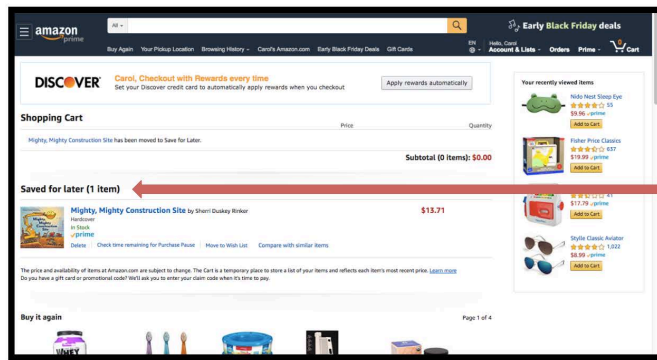 amazon
prime
All
Early Black Friday deals
Buy Again Your Pickup Location Browsing History Carol's Amazon.com Early Black Friday Deals Gift Cards
EN
Hello, Carol
Account & Lists Orders Prime 0 Cart
DISCOVER
Carol, Checkout with Rewards every time
Set your Discover credit card to automatically apply rewards when you checkout
Apply rewards automatically
Shopping Cart
Price Quantity
Mighty, Mighty Construction Site has been moved to Save for Later.
Subtotal (0 items): $0.00
Saved for later (1 item)
Mighty, Mighty Construction Site by Sherri Duskey Rinker
$13.71
Hardcover
In Stock
prime
Delete Check time remaining for Purchase Pause Move to Wish List Compare with similar items
The price and availability of items at Amazon.com are subject to change. The Cart is a temporary place to store a list of your items and reflects each item's most recent price. Learn more
Do you have a gift card or promotional code? We'll ask you to enter your claim code when it's time to pay.
Buy it again
Page 1 of 4
WHEY
Your recently viewed items
Nido Nest Sleep Eye
53
$9.96 prime
Add to Cart
Fisher Price Classics
637
$19.99 prime
Add to Cart
41
$17.79 prime
Add to Cart
Stylle Classic Aviator
1,022
$8.99 prime
Add to Cart